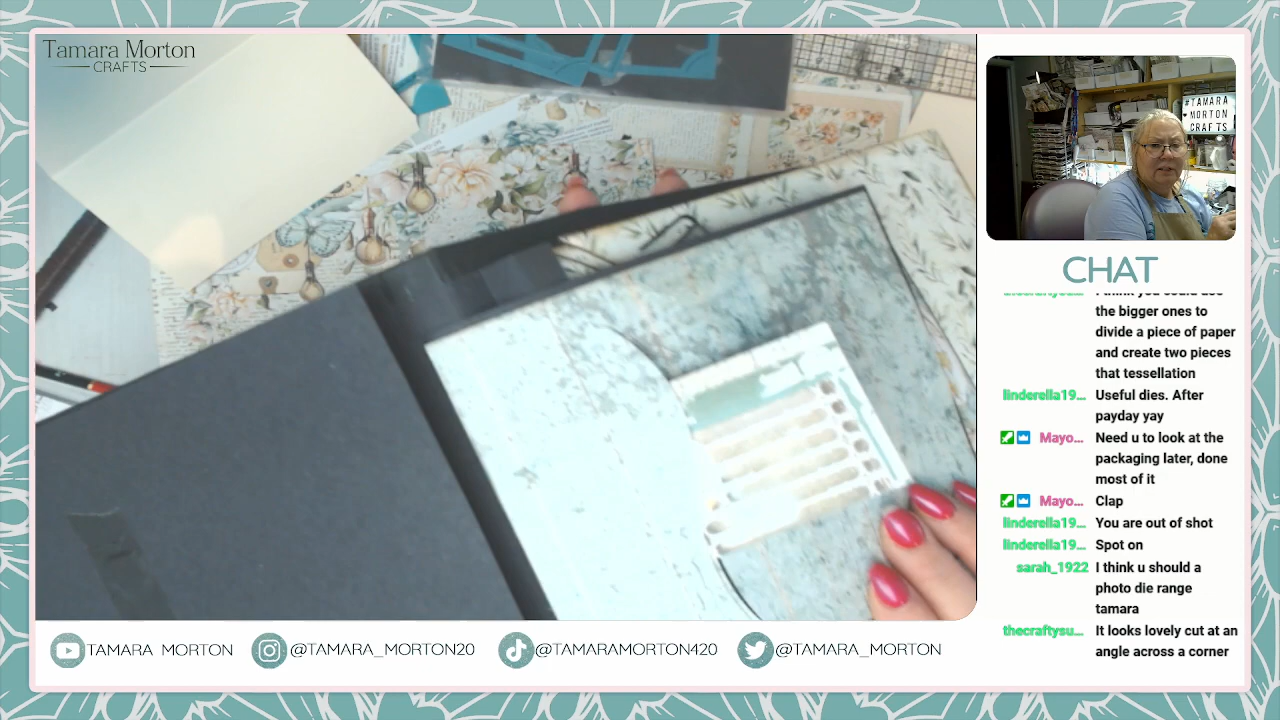 Tamara Morton
CRAFTS
#TAMARA
MORTON
CRAFTS
CHAT
the bigger ones to
divide a piece of paper
and create two pieces
that tessellation
linderella19... Useful dies. After
payday yay
Mayo... Need u to look at the
packaging later, done
most of it
Mayo... Clap
linderella19... You are out of shot
linderella19... Spot on
sarah_1922 I think u should a
photo die range
tamara
thecraftysu... It looks lovely cut at an
angle across a corner
TAMARA MORTON
@TAMARA_MORTON20
@TAMARAMORTON420
@TAMARA_MORTON